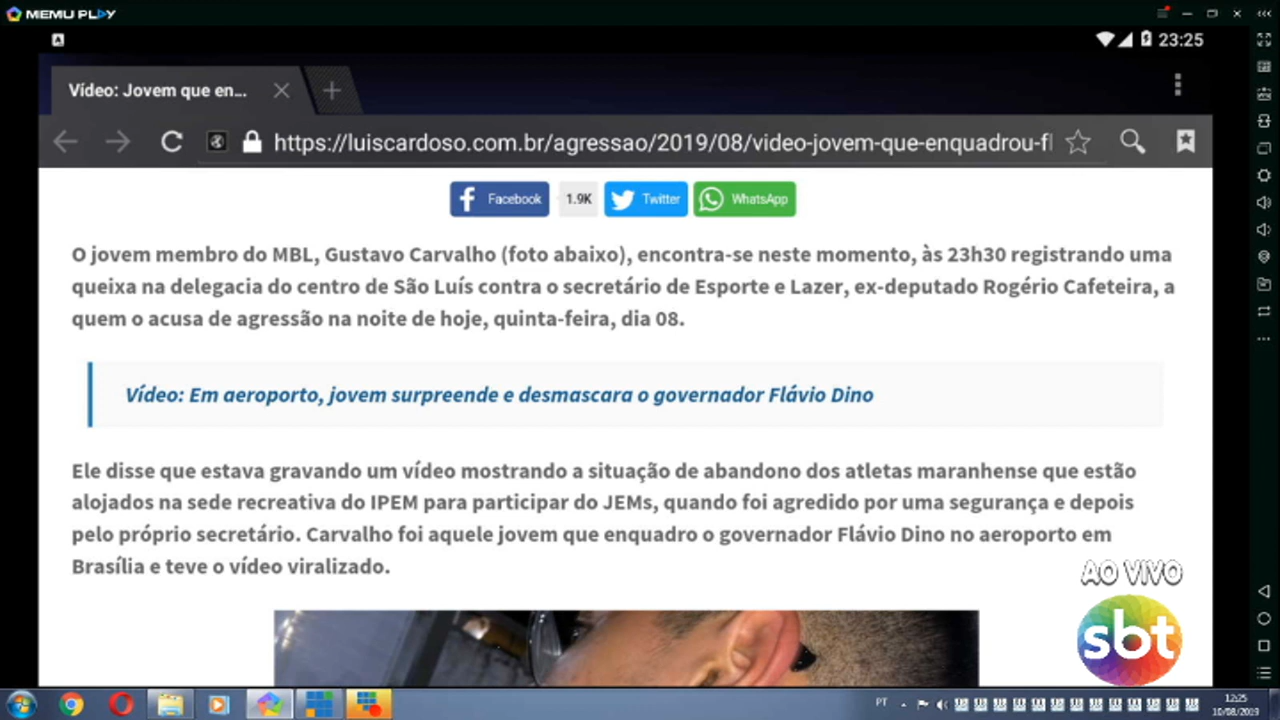 MEMU PLAY
A
23:25
Vídeo: Jovem que en...
https://luiscardoso.com.br/agressao/2019/08/video-jovem-que-enquadrou-fl
Facebook 1.9K Twitter WhatsApp
O jovem membro do MBL, Gustavo Carvalho (foto abaixo), encontra-se neste momento, às 23h30 registrando uma
queixa na delegacia do centro de São Luís contra o secretário de Esporte e Lazer, ex-deputado Rogério Cafeteira, a
quem o acusa de agressão na noite de hoje, quinta-feira, dia 08.
Vídeo: Em aeroporto, jovem surpreende e desmascara o governador Flávio Dino
Ele disse que estava gravando um vídeo mostrando a situação de abandono dos atletas maranhense que estão
alojados na sede recreativa do IPEM para participar do JEMs, quando foi agredido por uma segurança e depois
pelo próprio secretário. Carvalho foi aquele jovem que enquadro o governador Flávio Dino no aeroporto em
Brasília e teve o vídeo viralizado.
AO VIVO
sbt
PT
12:25
10/08/2019